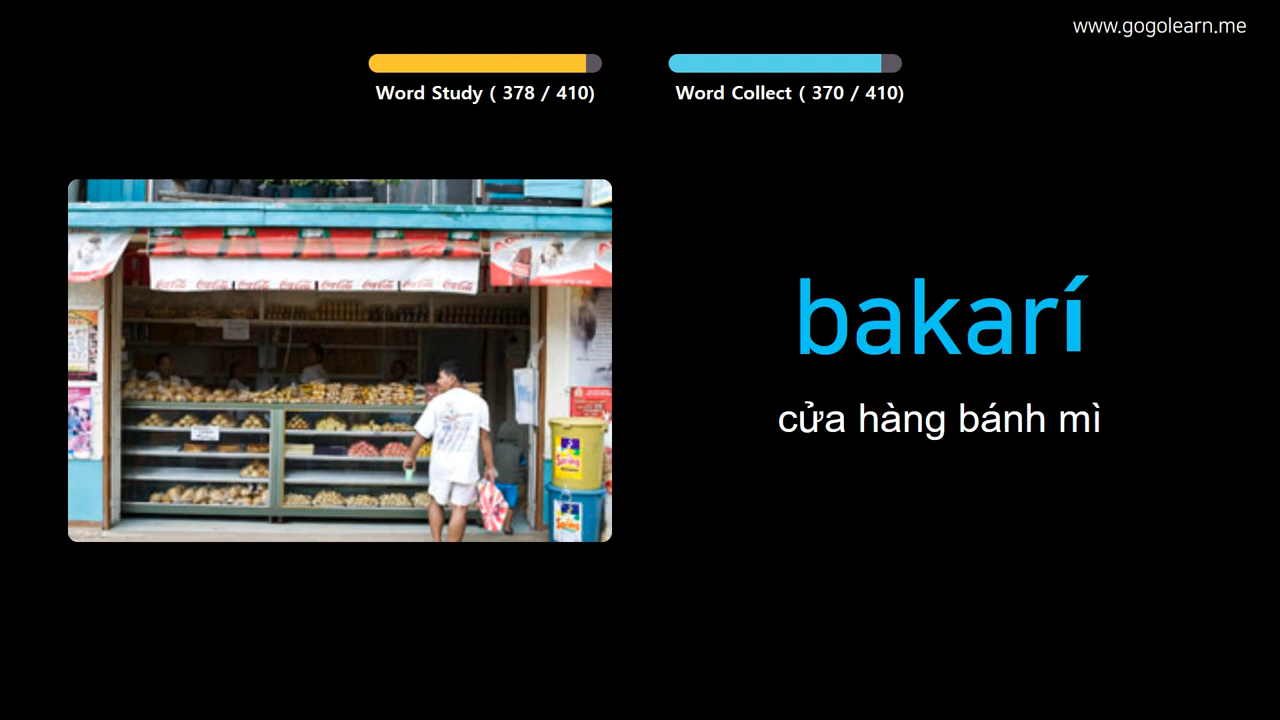 www.gogolearn.me
Word Study ( 378 / 410)
Word Collect ( 370 / 410)
bakarí
cửa hàng bánh mì